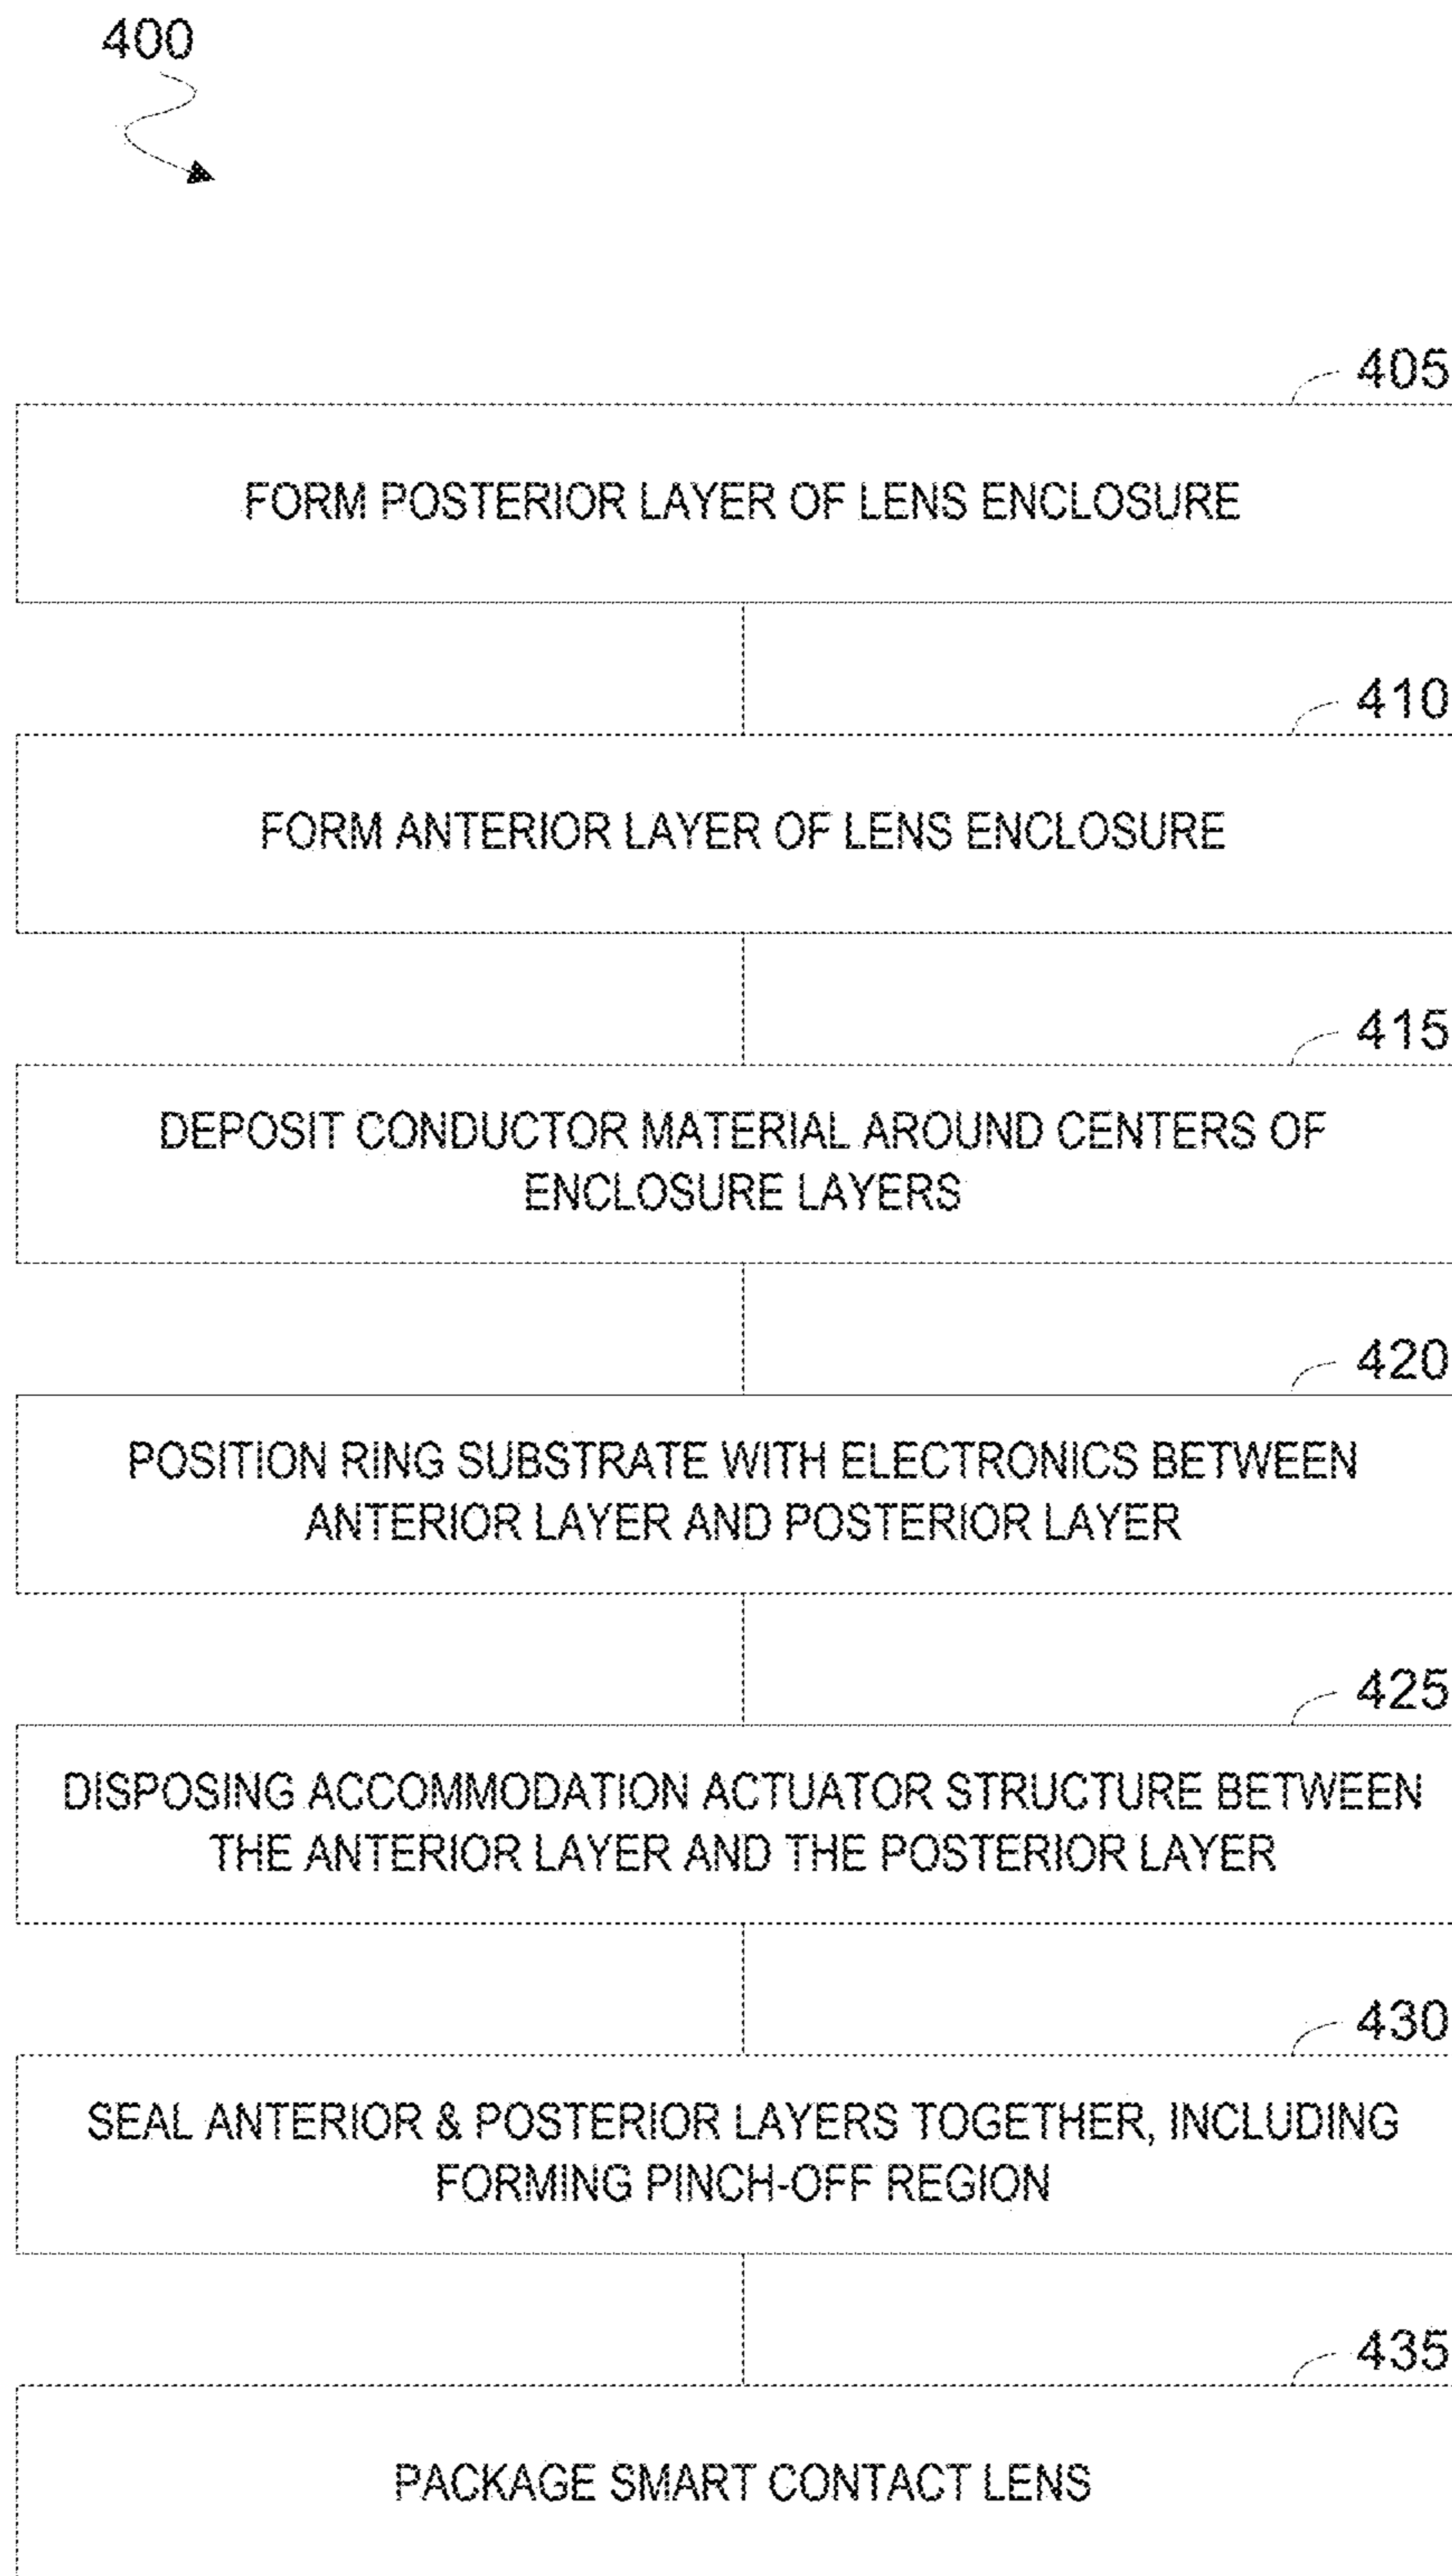 400
405
FORM POSTERIOR LAYER OF LENS ENCLOSURE
410
FORM ANTERIOR LAYER OF LENS ENCLOSURE
415
DEPOSIT CONDUCTOR MATERIAL AROUND CENTERS OF
ENCLOSURE LAYERS
420
POSITION RING SUBSTRATE WITH ELECTRONICS BETWEEN
ANTERIOR LAYER AND POSTERIOR LAYER
425
DISPOSING ACCOMMODATION ACTUATOR STRUCTURE BETWEEN
THE ANTERIOR LAYER AND THE POSTERIOR LAYER
430
SEAL ANTERIOR & POSTERIOR LAYERS TOGETHER, INCLUDING
FORMING PINCH-OFF REGION
435
PACKAGE SMART CONTACT LENS